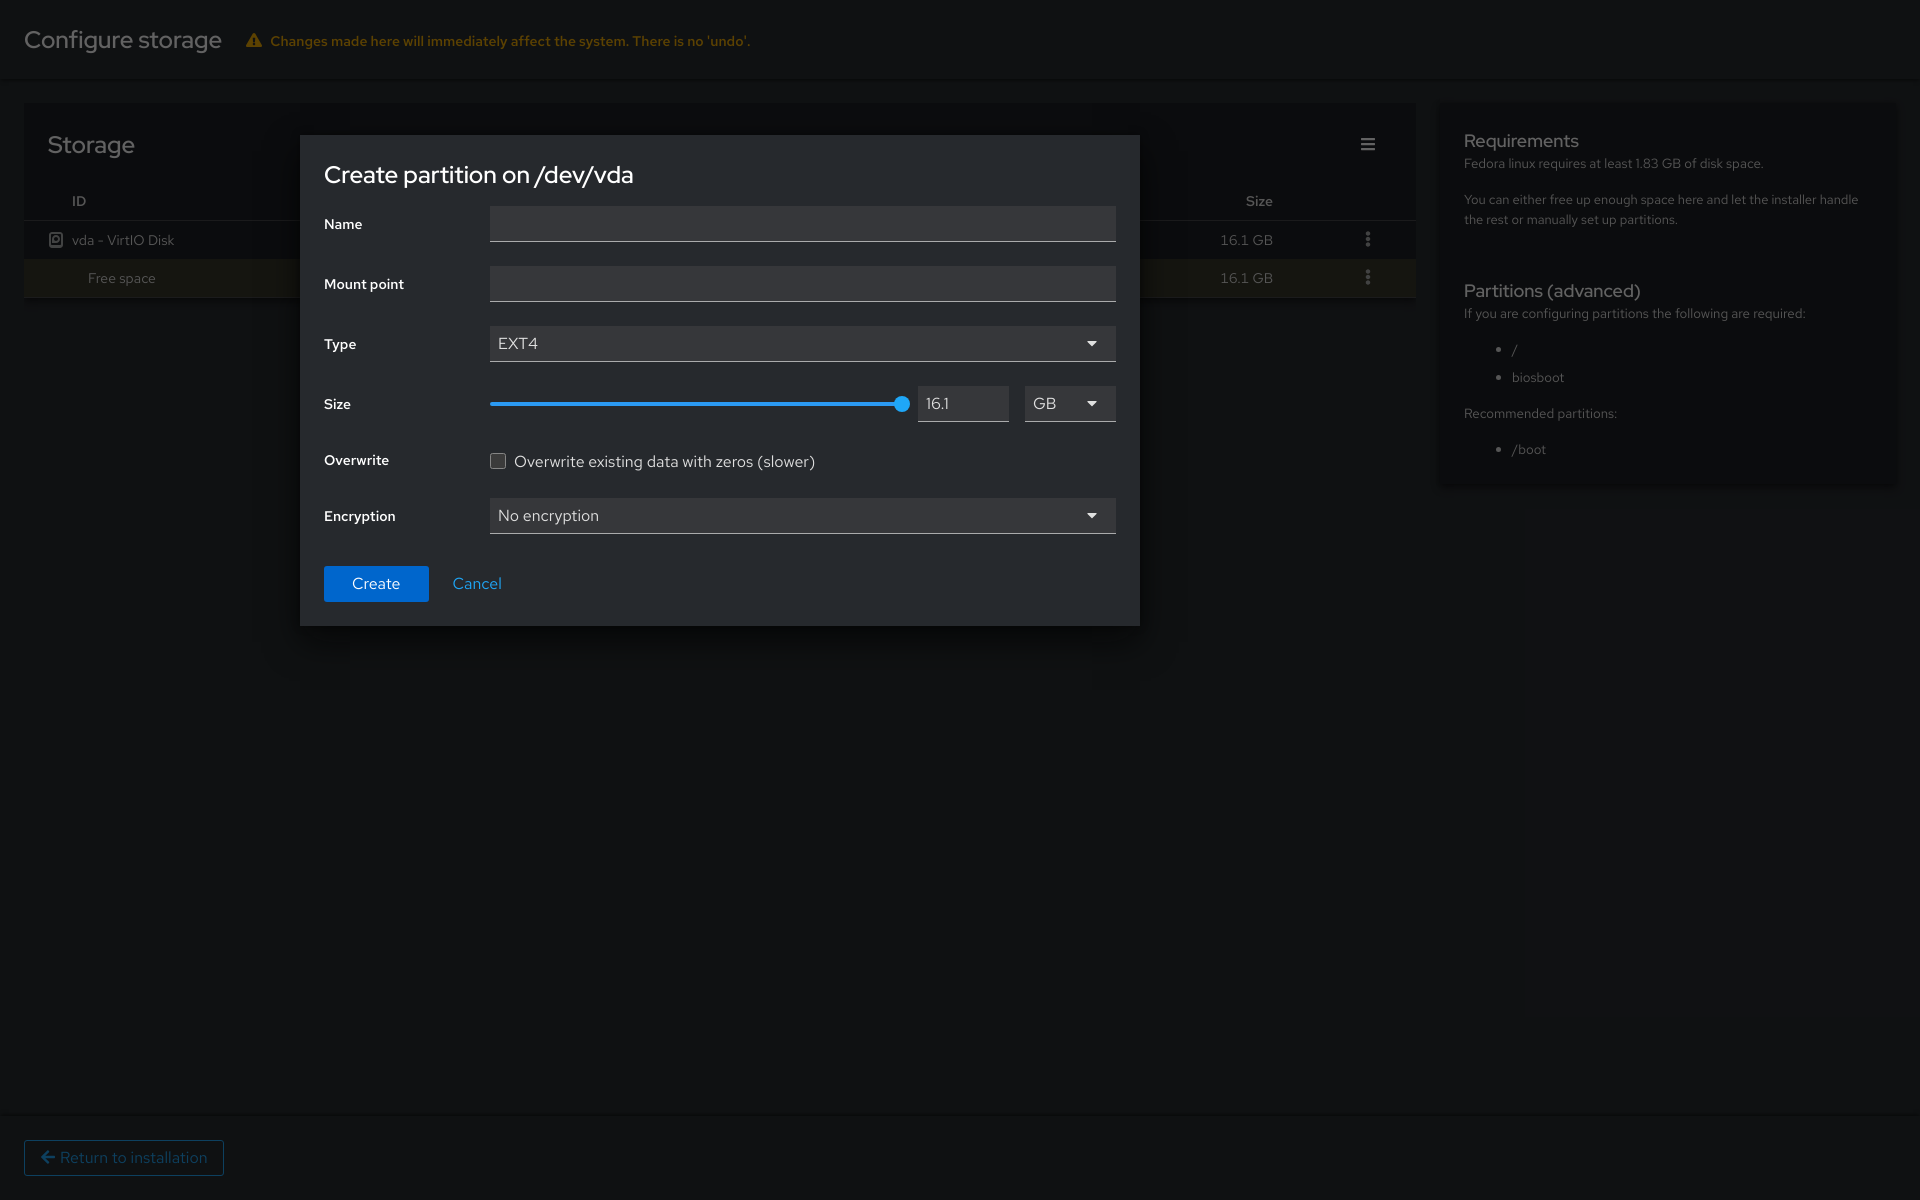 Configure storage
Changes made here will immediately affect the system. There is no 'undo'.
Storage
ID
Size
vda - VirtIO Disk
16.1 GB
Free space
16.1 GB
Create partition on /dev/vda
Name
Mount point
Type
EXT4
Size
16.1
GB
Overwrite
Overwrite existing data with zeros (slower)
Encryption
No encryption
Create
Cancel
Requirements
Fedora linux requires at least 1.83 GB of disk space.
You can either free up enough space here and let the installer handle
the rest or manually set up partitions.
Partitions (advanced)
If you are configuring partitions the following are required:
/
biosboot
Recommended partitions:
/boot
Return to installation